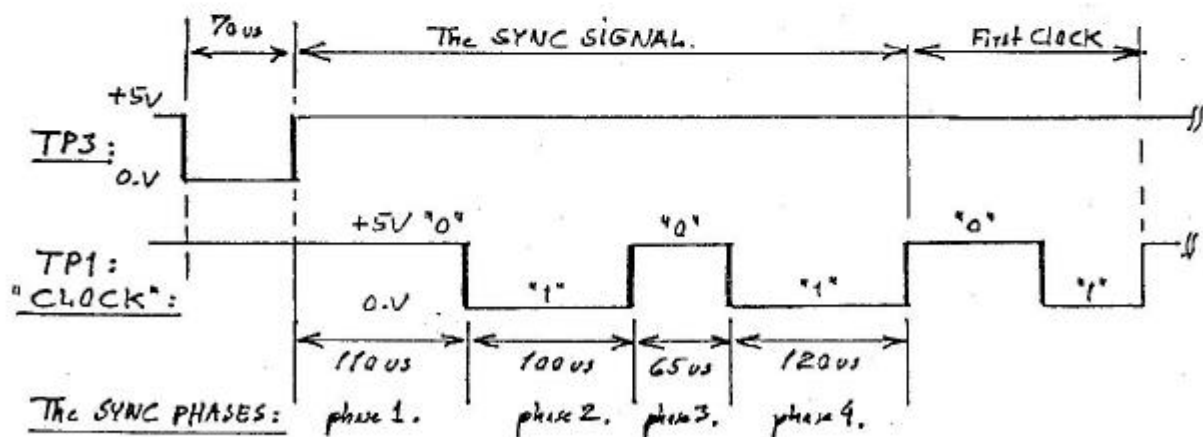 70us
The SYNC SIGNAL.
First CLOCK
+5V
TP3:
0.V
+5V "0"
"0"
"0"
TP1:
"1"
"1"
"1"
"CLOCK":
0.V
110us
100us
65us
120us
The SYNC PHASES:
phase 1.
phase 2.
phase 3.
phase 4.